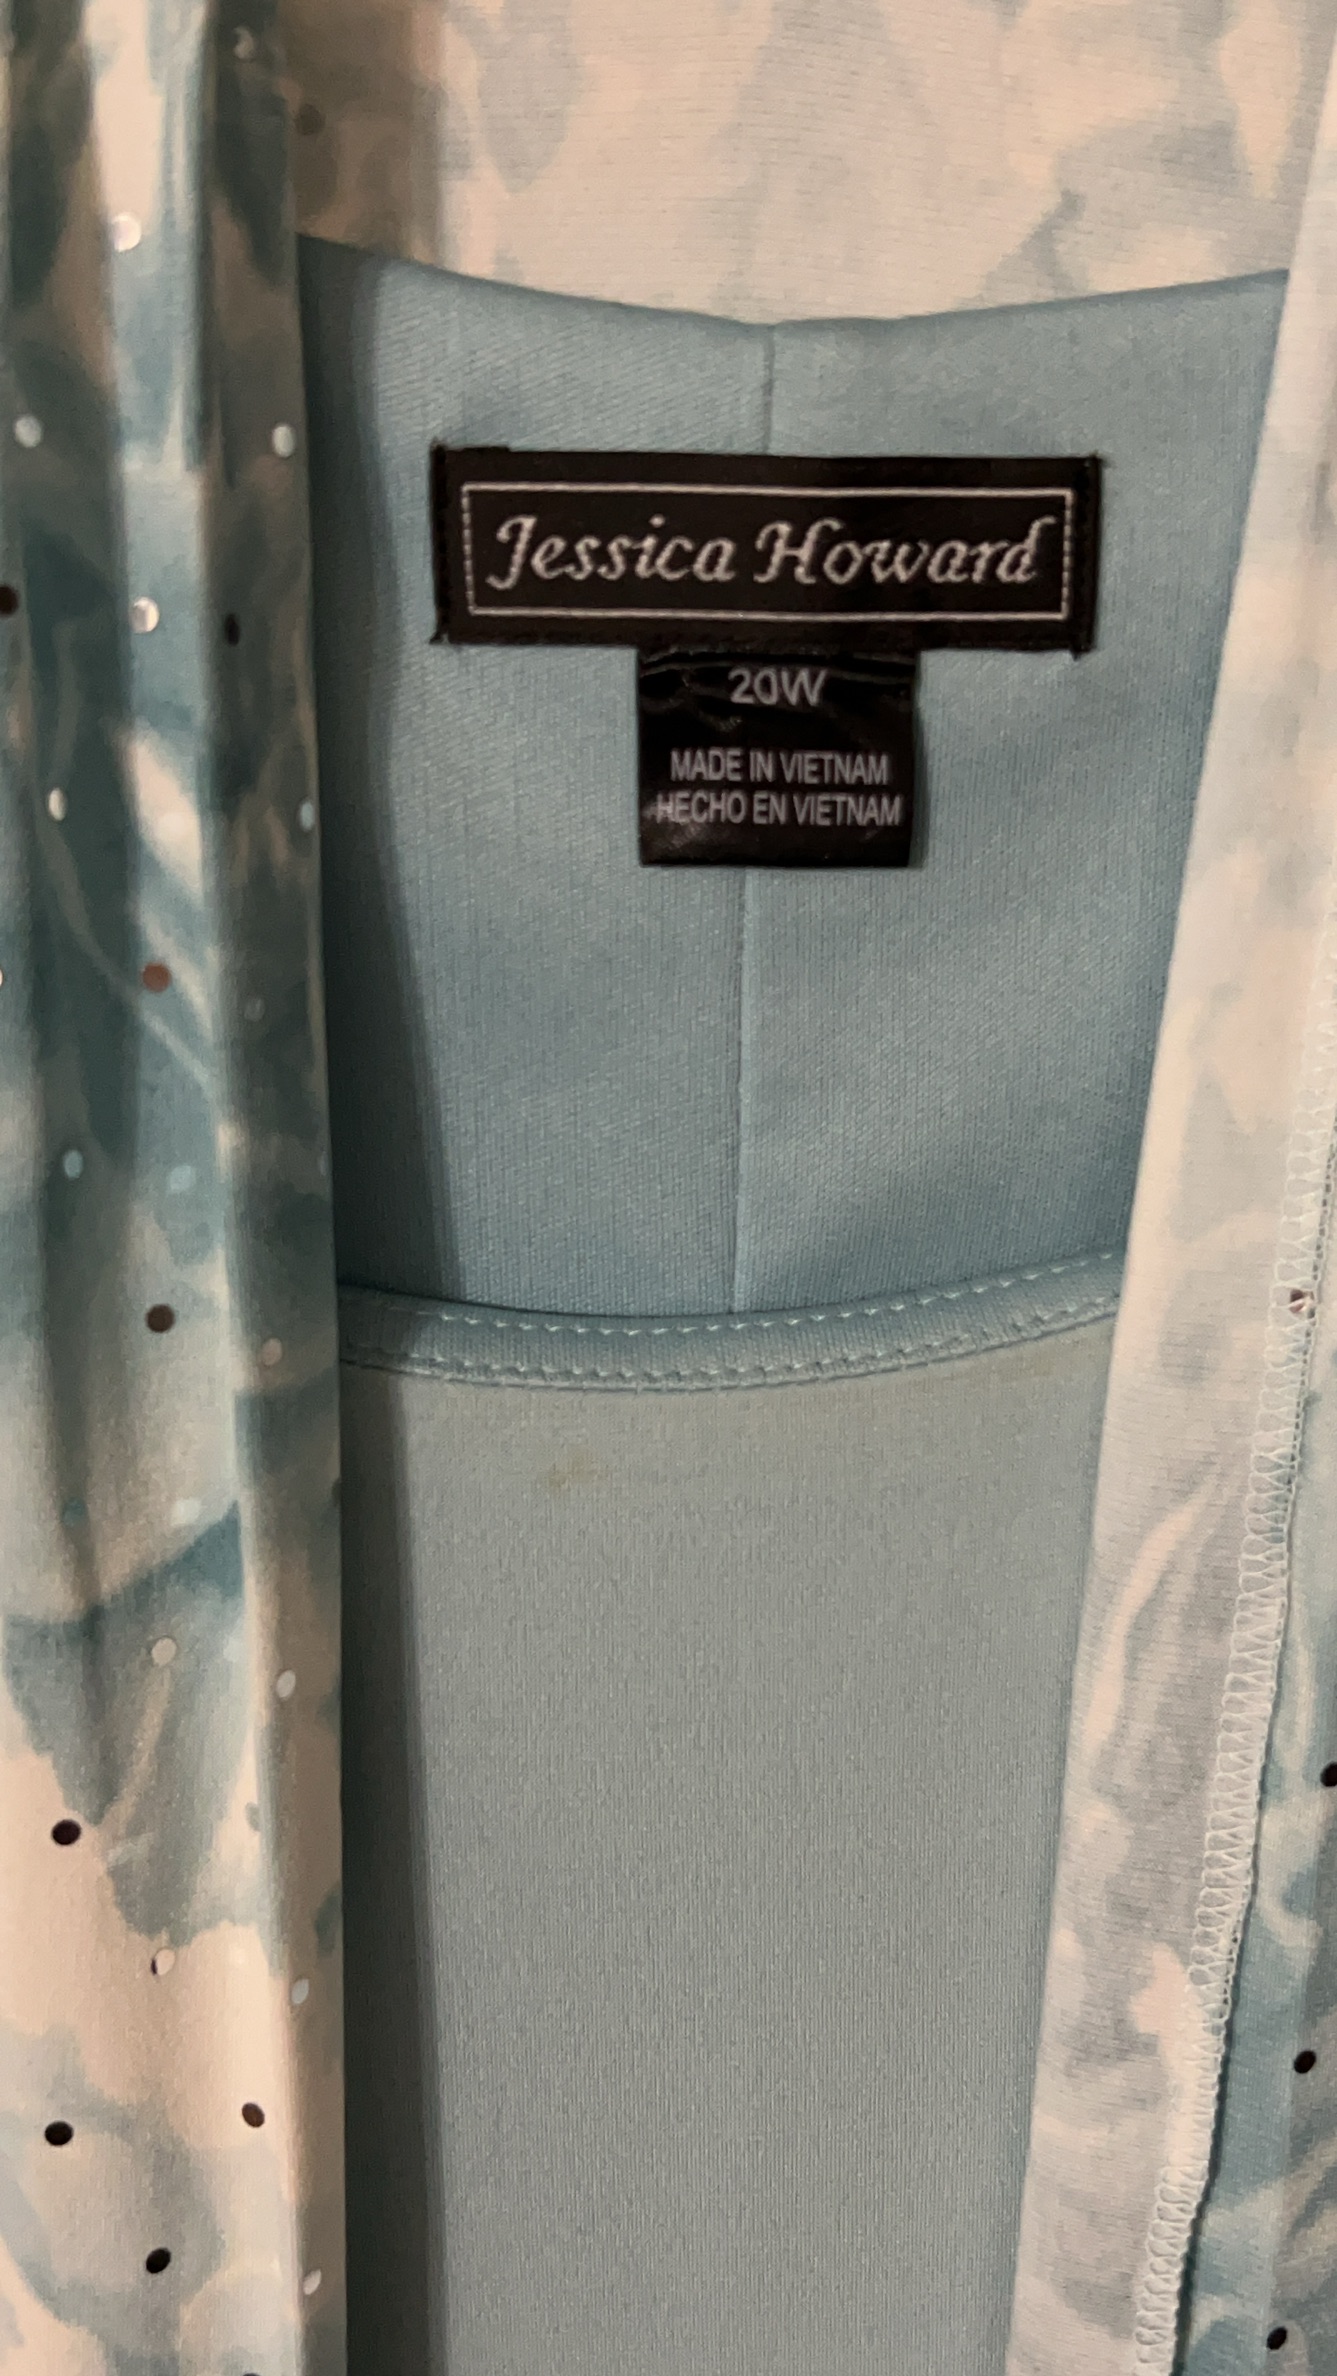 Jessica Howard
20W
MADE IN VIETNAM
HECHO EN VIETNAM